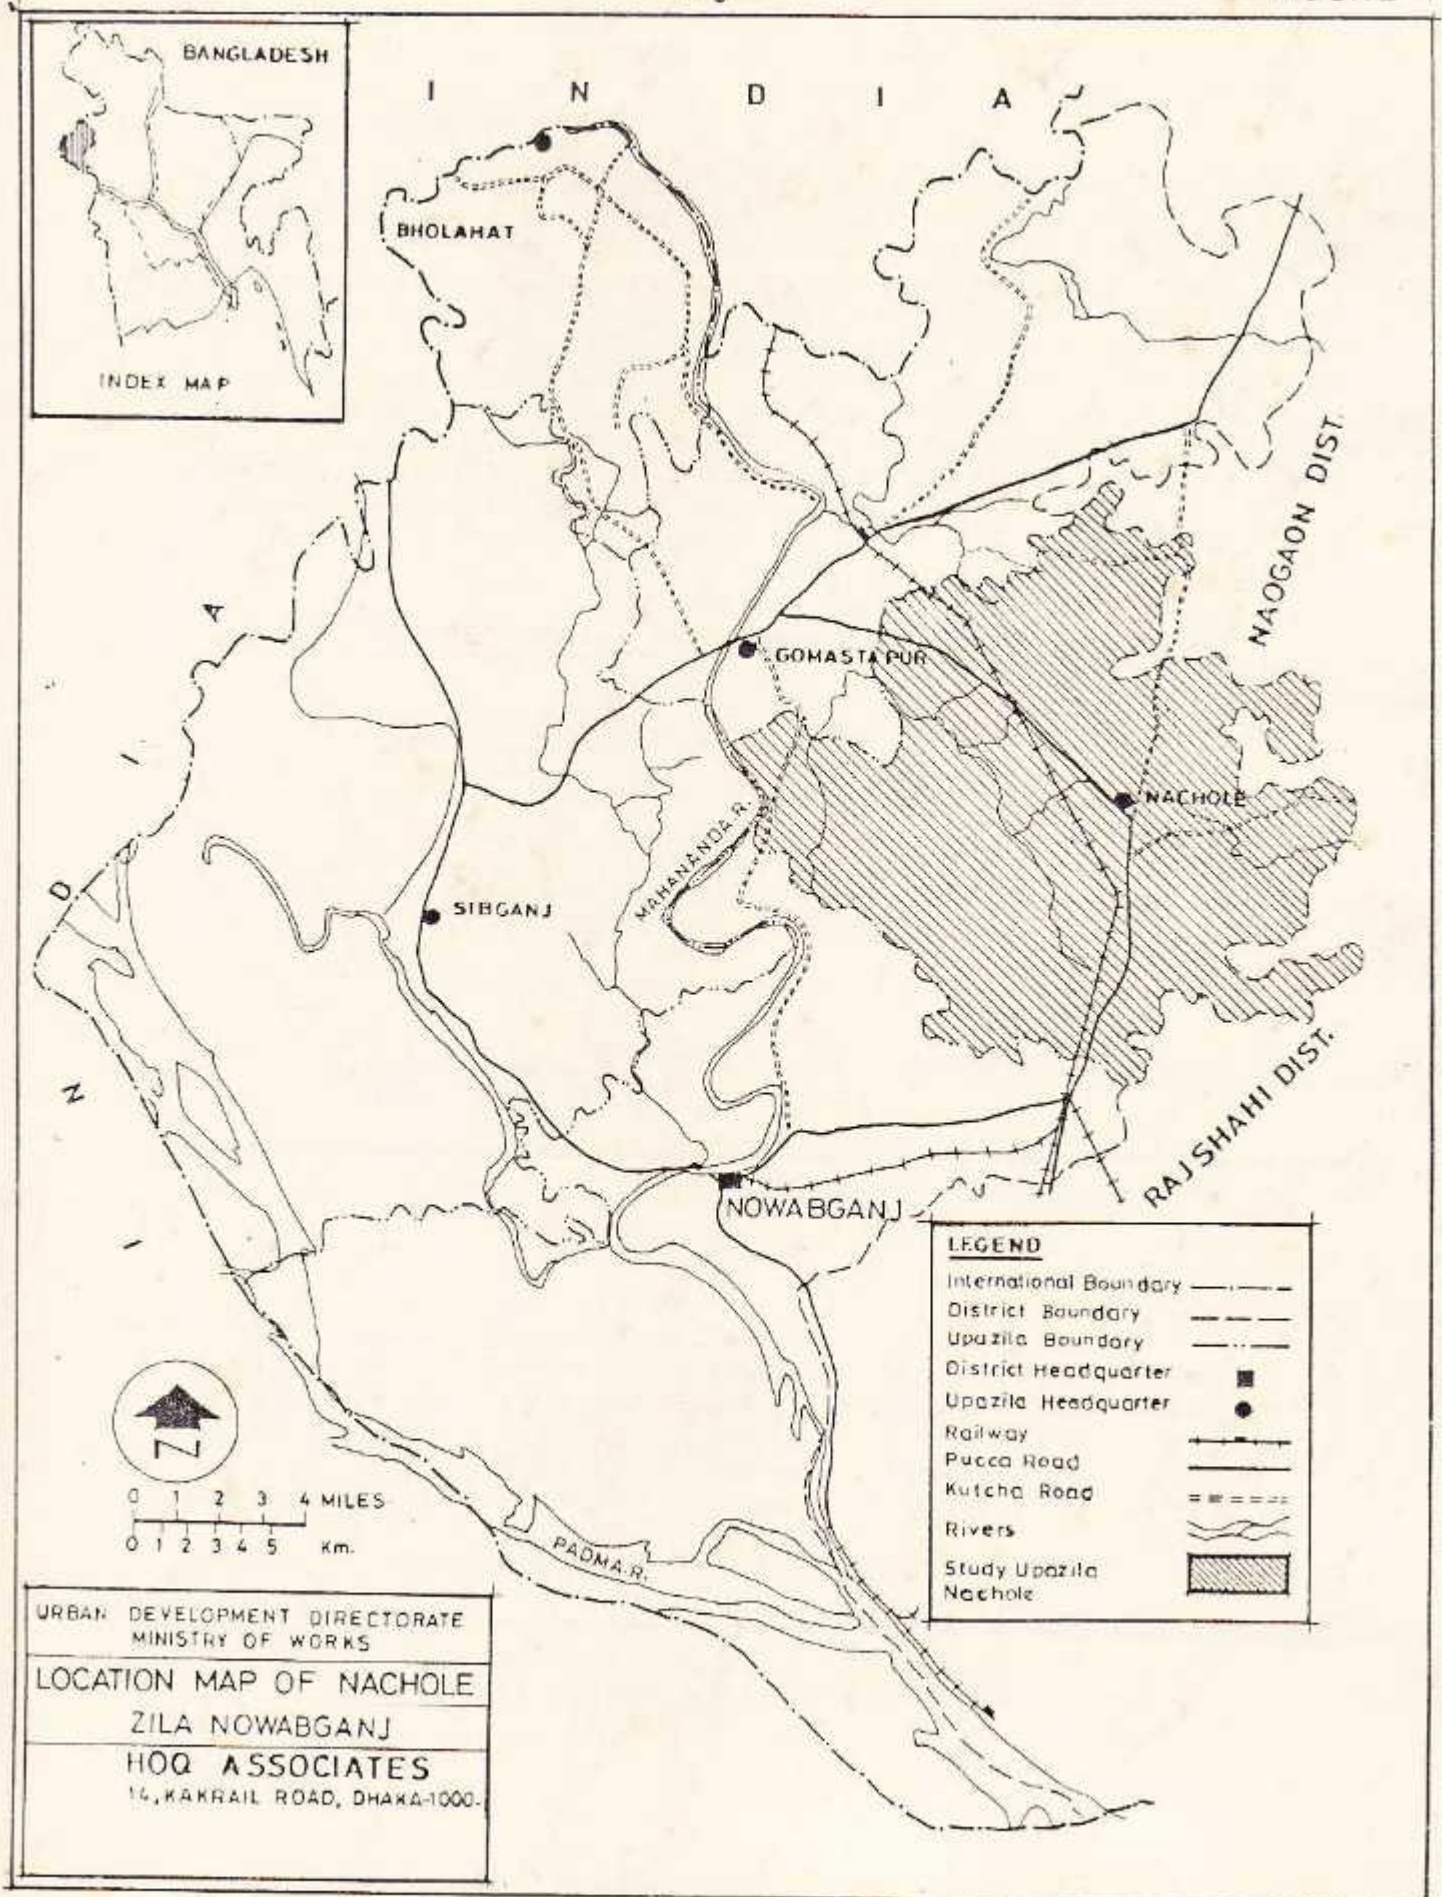 BANGLADESH
INDEX MAP
I N D I A
BHOLAHAT
NAOGAON DIST.
I N D I A
GOMASTAPUR
NACHOLE
MAHANANDA R.
SIBGANJ
RAJSHAHI DIST.
NOWABGANJ
LEGEND
International Boundary
District Boundary
Upazila Boundary
District Headquarter
Upazila Headquarter
Railway
Pucca Road
Kutcha Road
Rivers
Study Upazila
Nachole
N
0 1 2 3 4 MILES
0 1 2 3 4 5 Km.
PADMA R.
URBAN DEVELOPMENT DIRECTORATE
MINISTRY OF WORKS
LOCATION MAP OF NACHOLE
ZILA NOWABGANJ
HOQ ASSOCIATES
14, KAKRAIL ROAD, DHAKA-1000.